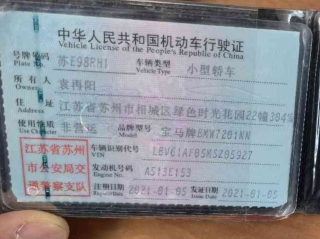 中华人民共和国机动车行驶证
Vehicle License of the People's Republic of China
号牌号码 苏E98RH1 车辆类型 小型轿车
Plate No. Vehicle Type
所有人 袁再阳
Owner
住址 江苏省苏州市相城区绿色时光花园22幢304室
Address
使用性质 非营运 品牌型号 宝马牌BMW7201NN
Use Character Model
江苏省苏州市公安局交通警察支队
车辆识别代号
VIN
发动机号码 A513E153
Engine No.
注册日期 2021-01-05 发证日期 2021-01-05
Register Date Issue Date